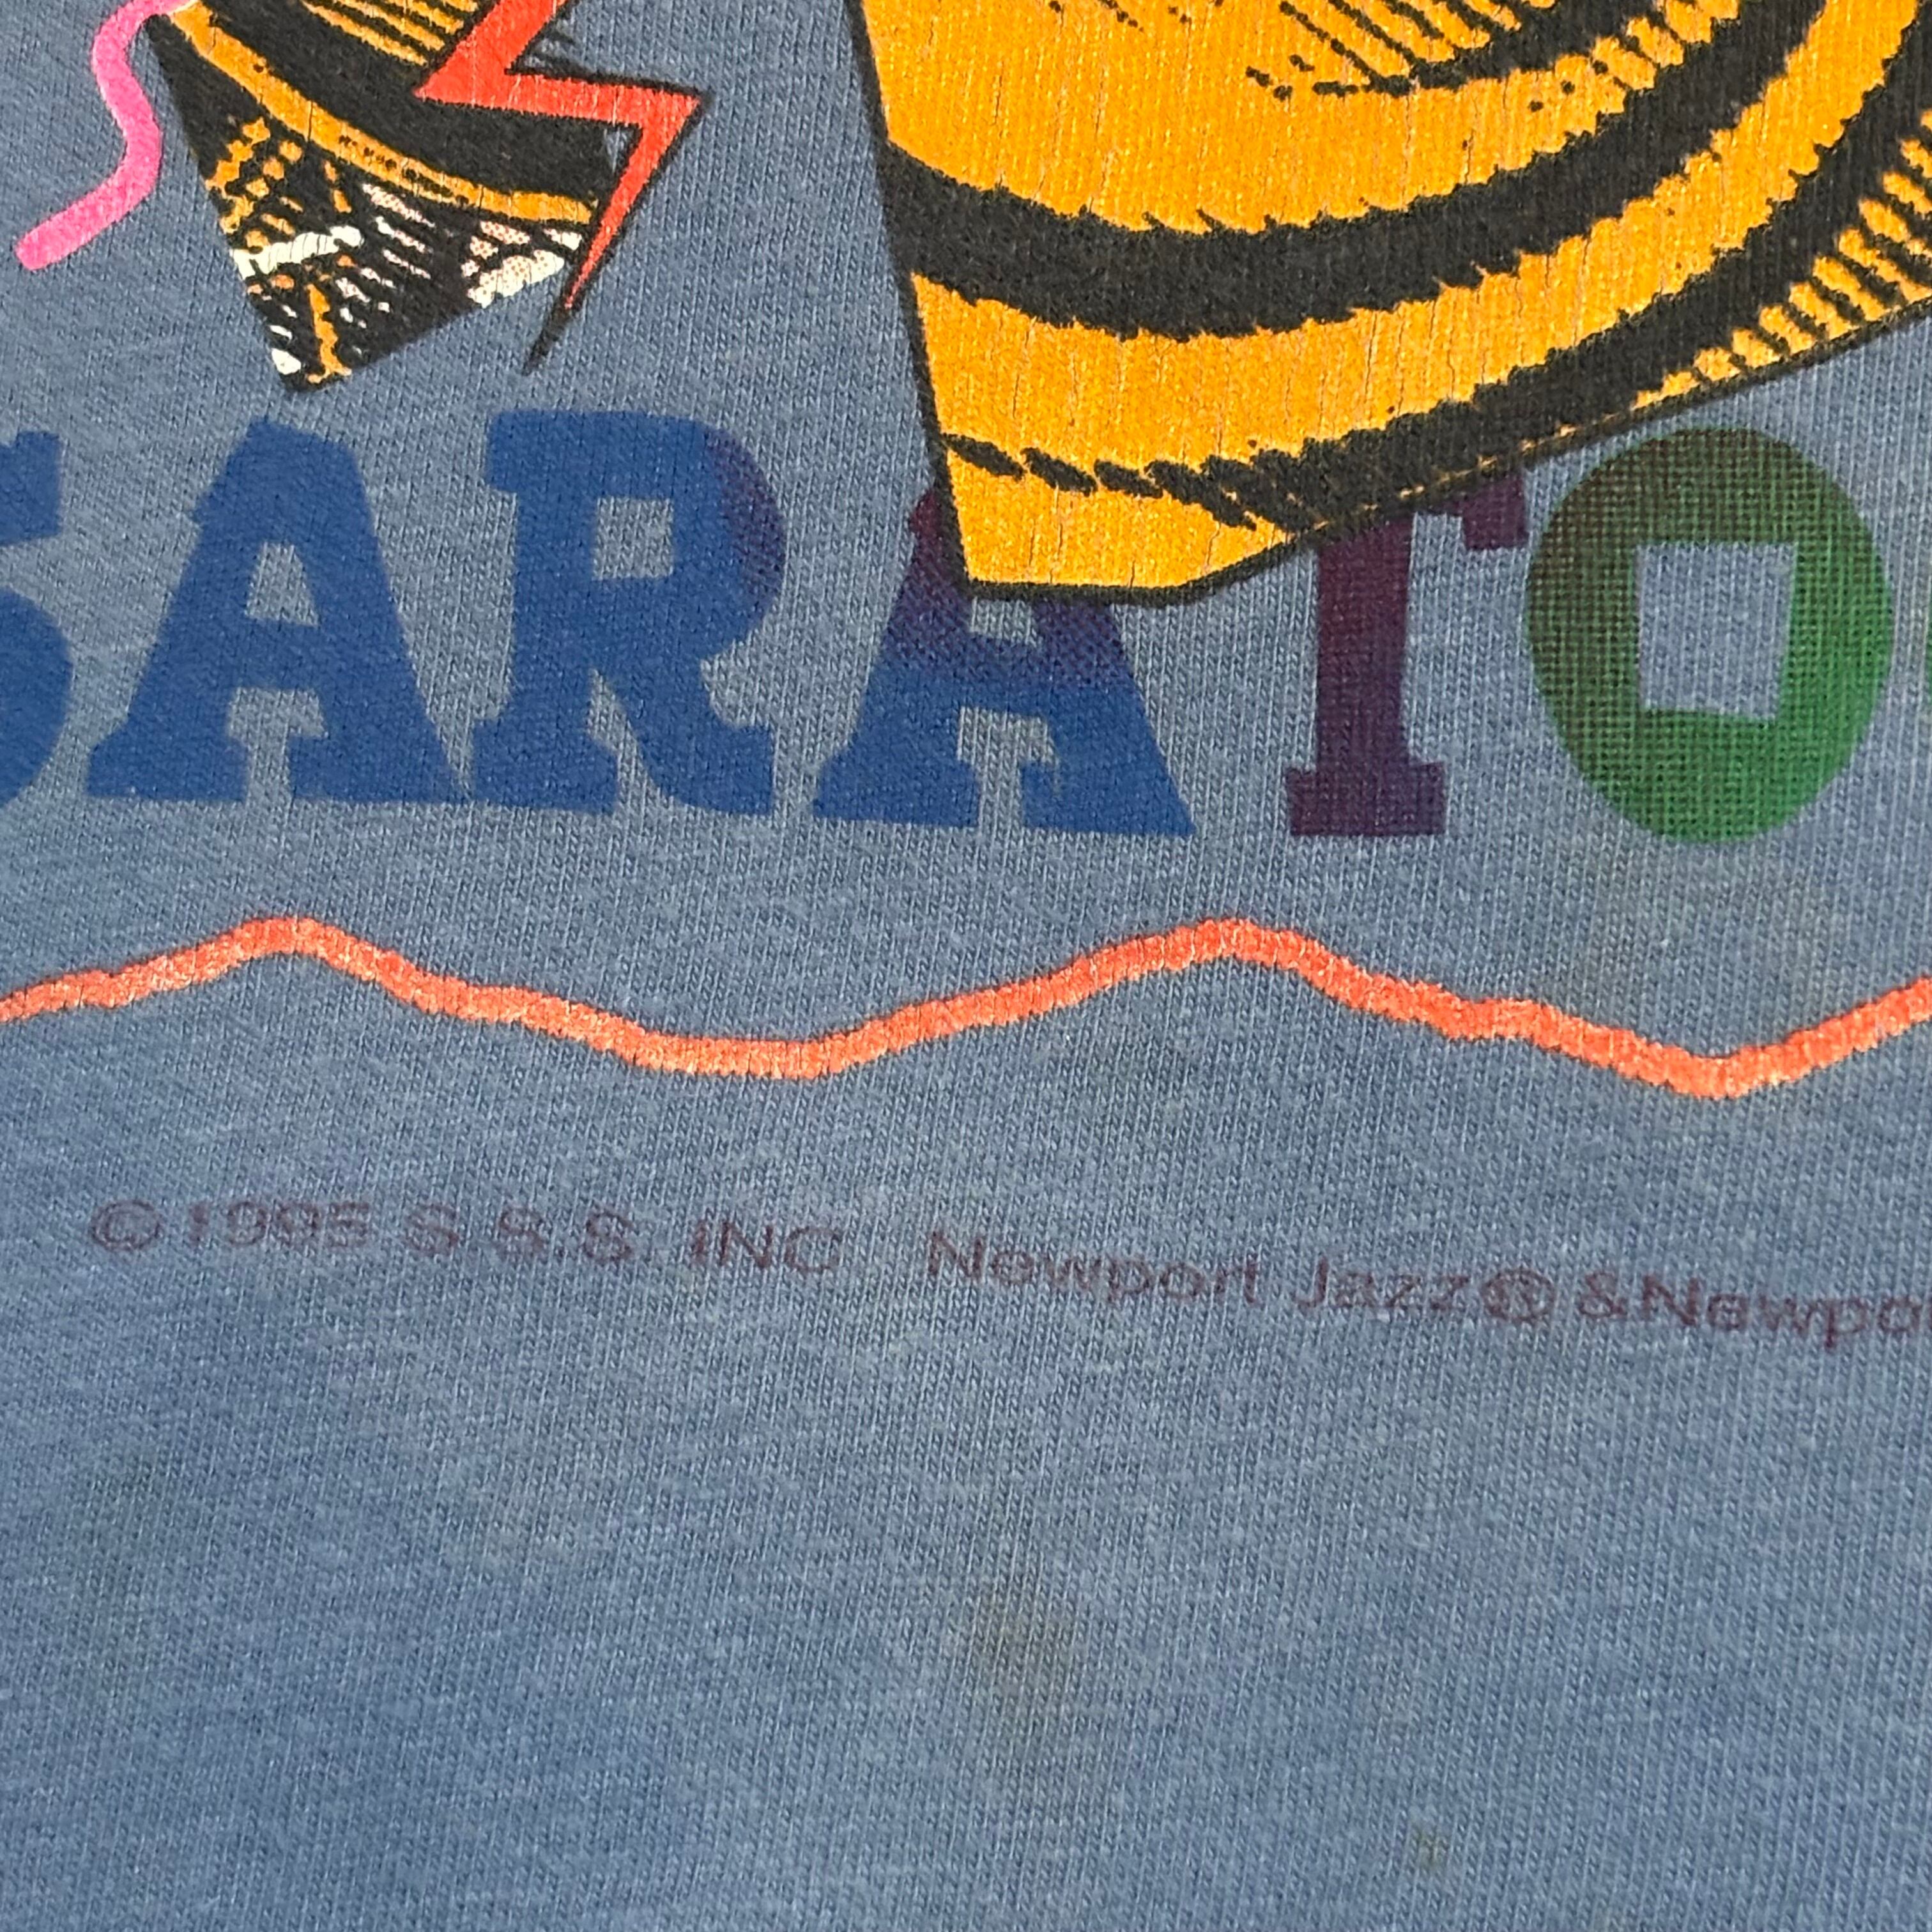 SARATO
©1995 S.S.S. INC Newport Jazz® &Newpo